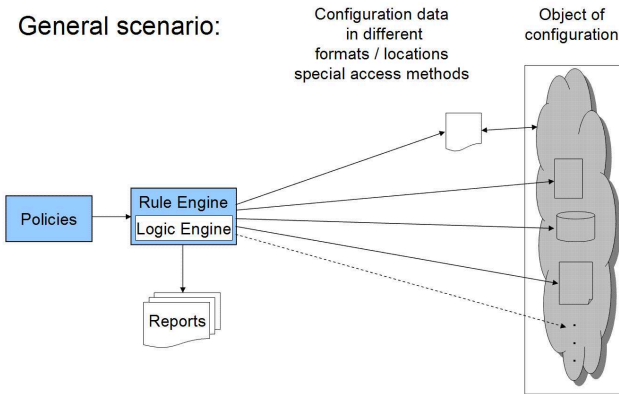 General scenario:
Configuration data
in different
formats / locations
special access methods
Object of
configuration
Policies
Rule Engine
Logic Engine
Reports